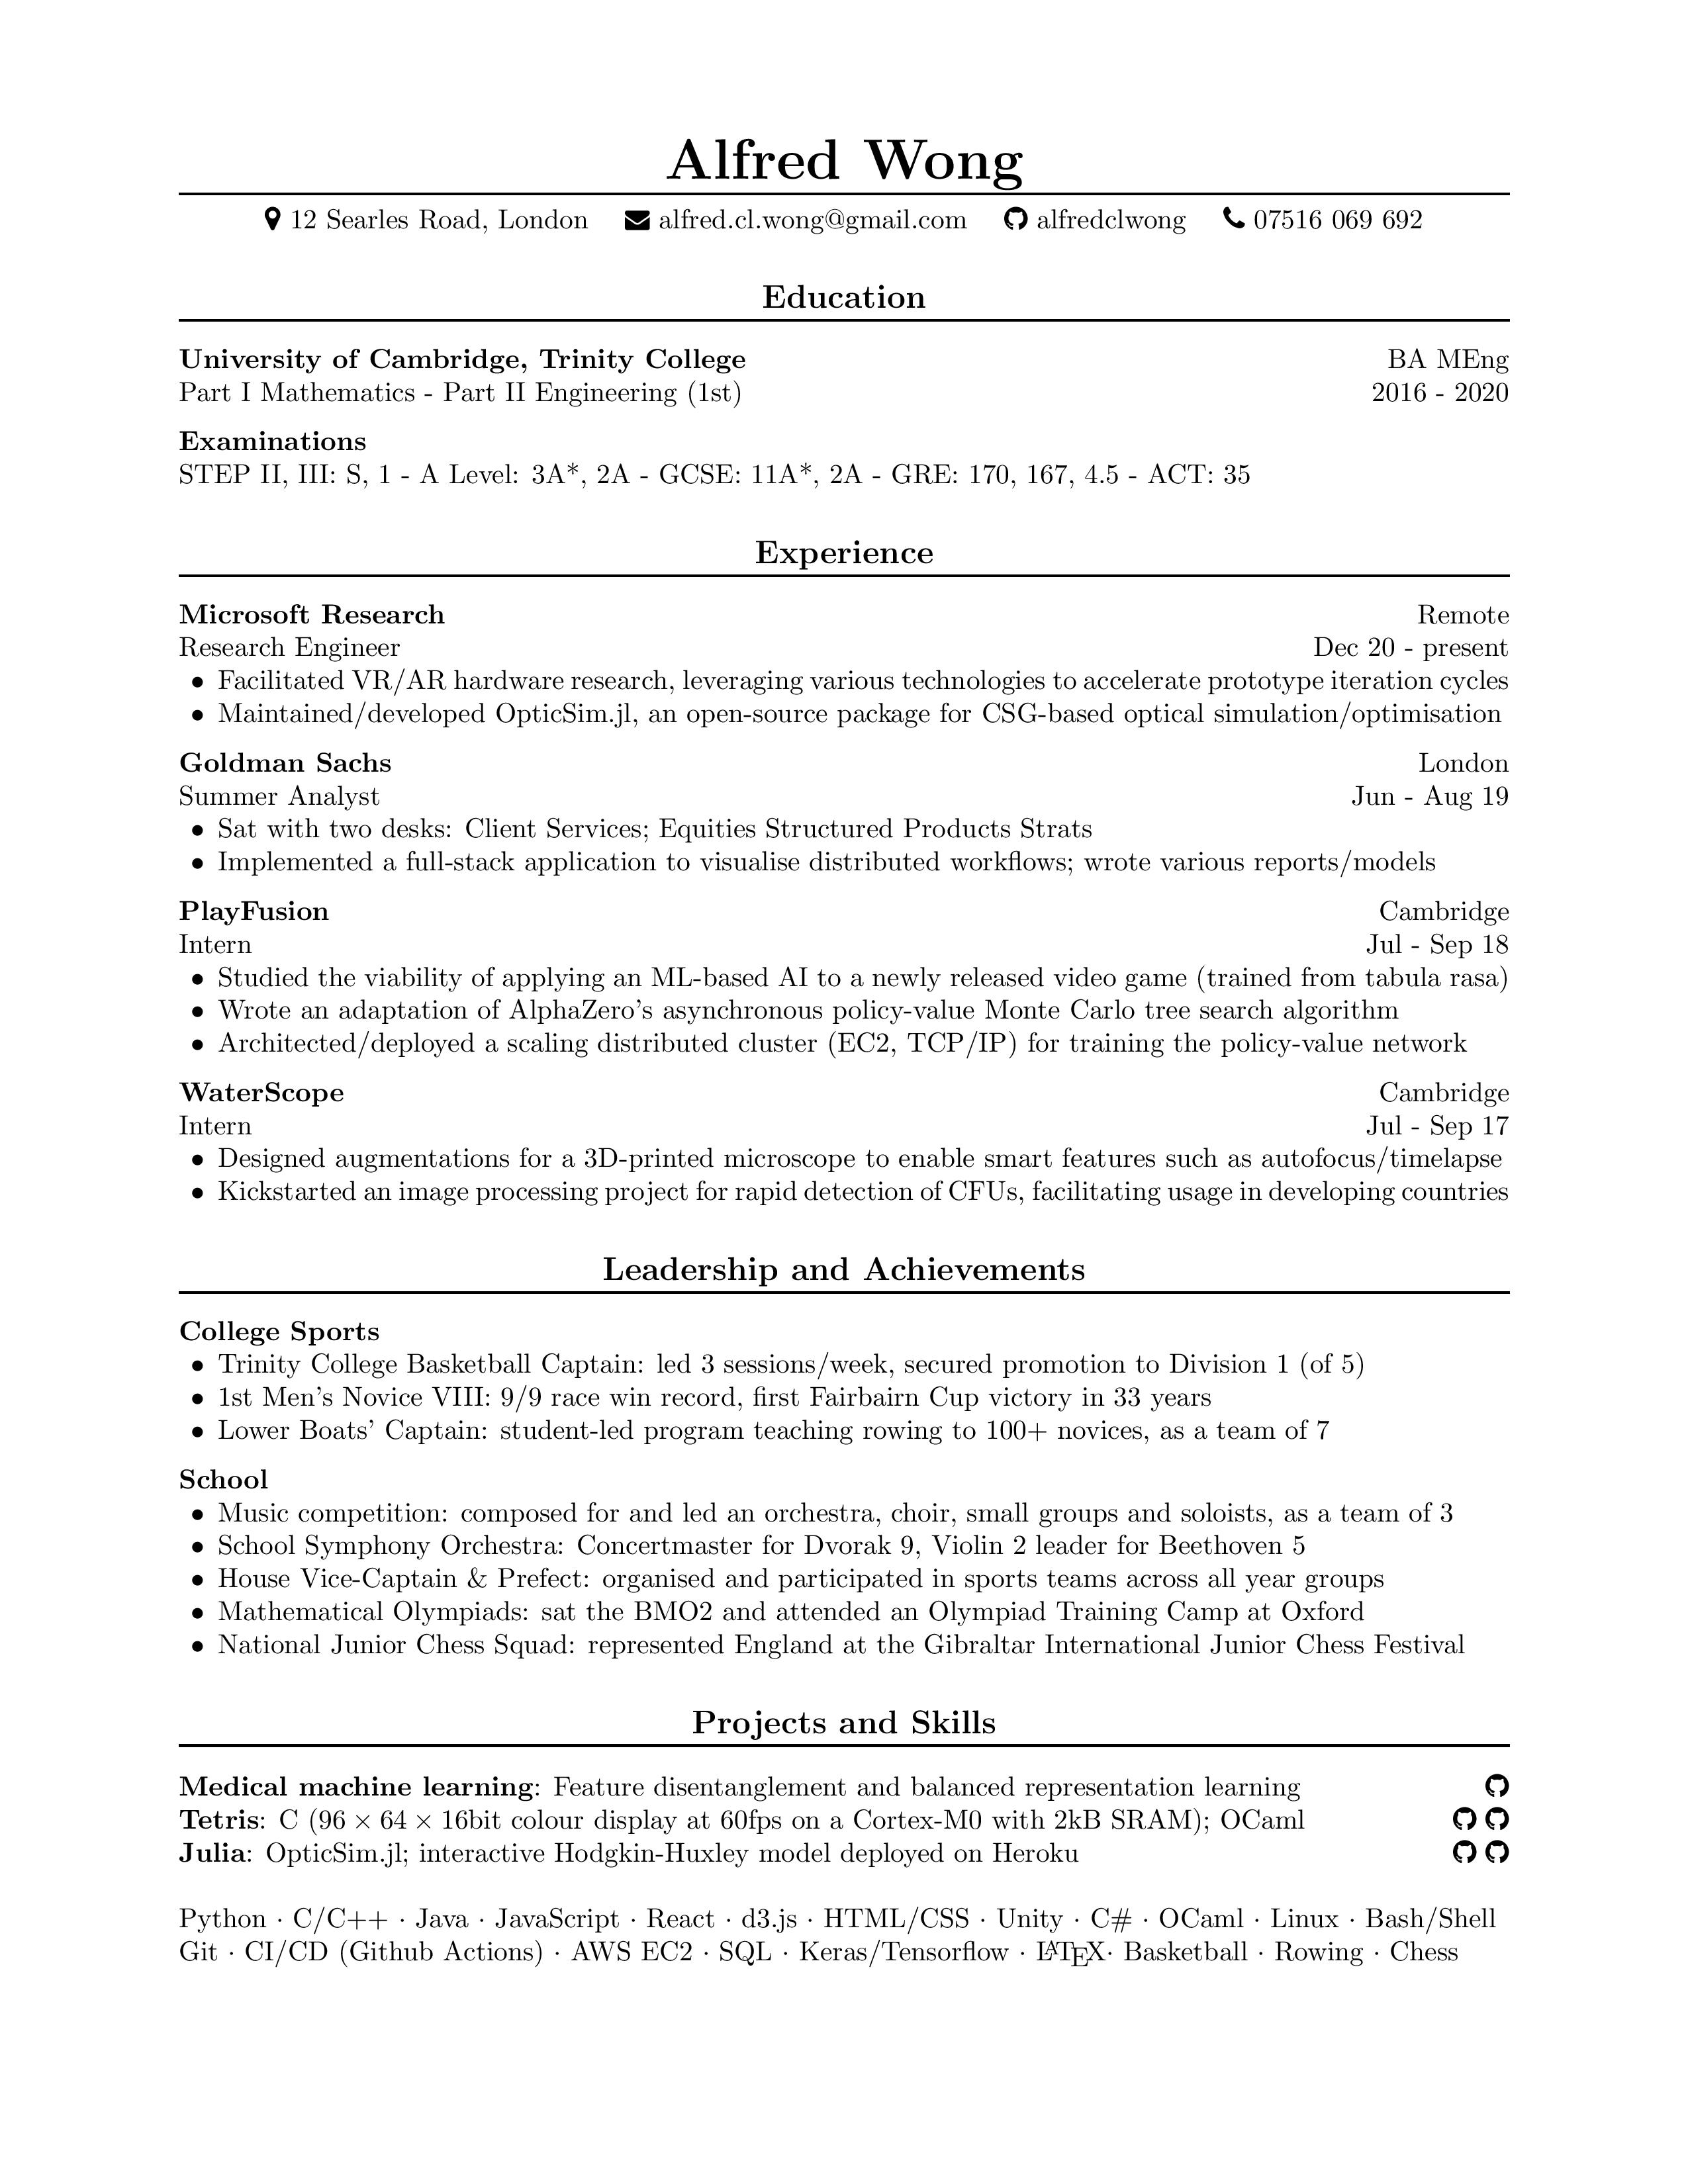 Alfred Wong
12 Searles Road, London alfred.cl.wong@gmail.com alfredclwong 07516 069 692
Education
University of Cambridge, Trinity College BA MEng
Part I Mathematics - Part II Engineering (1st) 2016 - 2020
Examinations
STEP II, III: S, 1 - A Level: 3A*, 2A - GCSE: 11A*, 2A - GRE: 170, 167, 4.5 - ACT: 35
Experience
Microsoft Research Remote
Research Engineer Dec 20 - present
• Facilitated VR/AR hardware research, leveraging various technologies to accelerate prototype iteration cycles
• Maintained/developed OpticSim.jl, an open-source package for CSG-based optical simulation/optimisation
Goldman Sachs London
Summer Analyst Jun - Aug 19
• Sat with two desks: Client Services; Equities Structured Products Strats
• Implemented a full-stack application to visualise distributed workflows; wrote various reports/models
PlayFusion Cambridge
Intern Jul - Sep 18
• Studied the viability of applying an ML-based AI to a newly released video game (trained from tabula rasa)
• Wrote an adaptation of AlphaZero's asynchronous policy-value Monte Carlo tree search algorithm
• Architected/deployed a scaling distributed cluster (EC2, TCP/IP) for training the policy-value network
WaterScope Cambridge
Intern Jul - Sep 17
• Designed augmentations for a 3D-printed microscope to enable smart features such as autofocus/timelapse
• Kickstarted an image processing project for rapid detection of CFUs, facilitating usage in developing countries
Leadership and Achievements
College Sports
• Trinity College Basketball Captain: led 3 sessions/week, secured promotion to Division 1 (of 5)
• 1st Men's Novice VIII: 9/9 race win record, first Fairbairn Cup victory in 33 years
• Lower Boats' Captain: student-led program teaching rowing to 100+ novices, as a team of 7
School
• Music competition: composed for and led an orchestra, choir, small groups and soloists, as a team of 3
• School Symphony Orchestra: Concertmaster for Dvorak 9, Violin 2 leader for Beethoven 5
• House Vice-Captain & Prefect: organised and participated in sports teams across all year groups
• Mathematical Olympiads: sat the BMO2 and attended an Olympiad Training Camp at Oxford
• National Junior Chess Squad: represented England at the Gibraltar International Junior Chess Festival
Projects and Skills
Medical machine learning: Feature disentanglement and balanced representation learning
Tetris: C (96 × 64 × 16bit colour display at 60fps on a Cortex-M0 with 2kB SRAM); OCaml
Julia: OpticSim.jl; interactive Hodgkin-Huxley model deployed on Heroku
Python · C/C++ · Java · JavaScript · React · d3.js · HTML/CSS · Unity · C# · OCaml · Linux · Bash/Shell
Git · CI/CD (Github Actions) · AWS EC2 · SQL · Keras/Tensorflow · LATEX· Basketball · Rowing · Chess